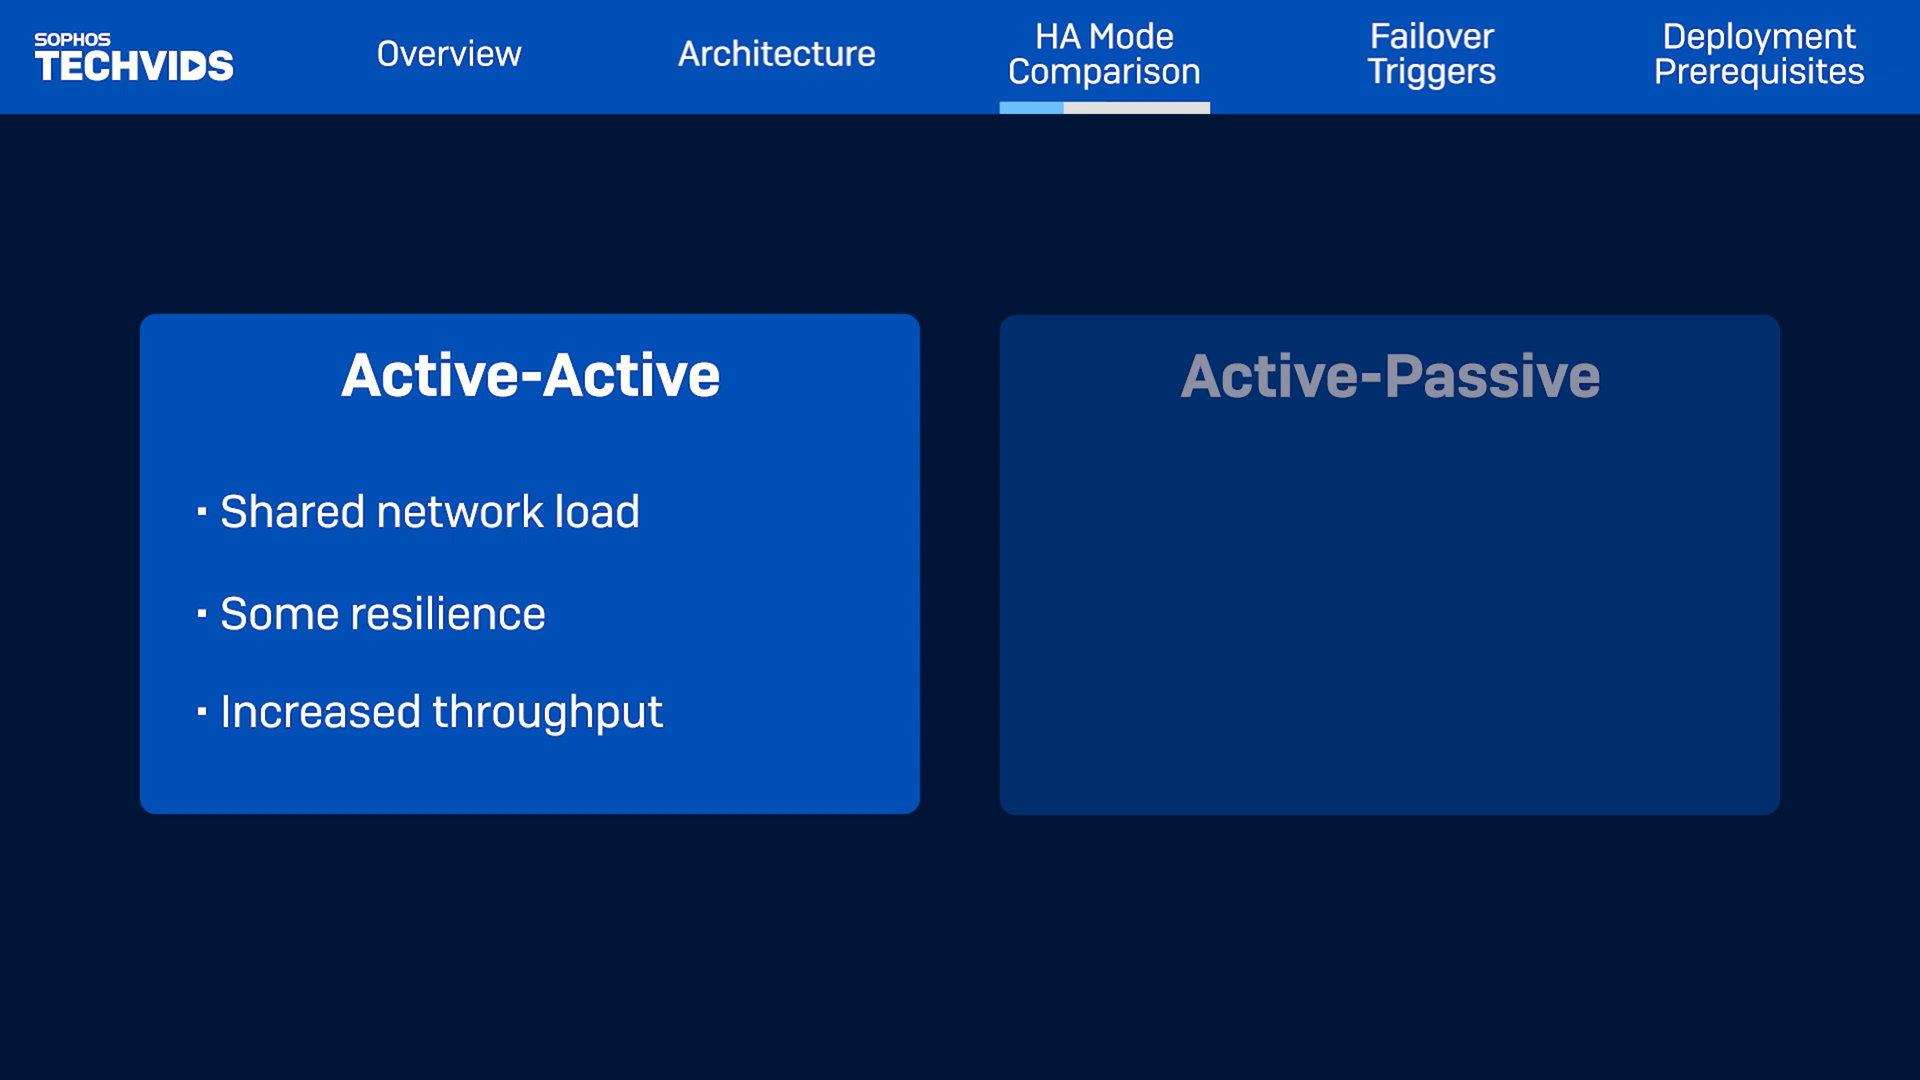 SOPHOS
TECHVIDS
Overview
Architecture
HA Mode
Comparison
Failover
Triggers
Deployment
Prerequisites
Active-Active
· Shared network load
· Some resilience
· Increased throughput
Active-Passive